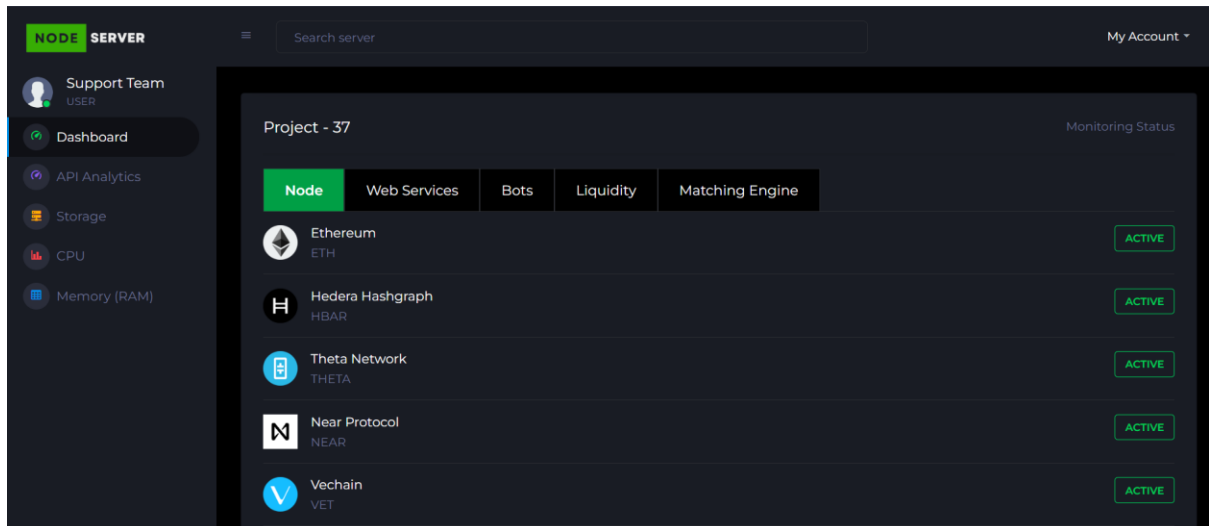 NODE SERVER
Search server
My Account
Support Team
USER
Dashboard
API Analytics
Storage
CPU
Memory (RAM)
Project - 37
Monitoring Status
Node Web Services Bots Liquidity Matching Engine
Ethereum
ETH
ACTIVE
Hedera Hashgraph
HBAR
ACTIVE
Theta Network
THETA
ACTIVE
Near Protocol
NEAR
ACTIVE
Vechain
VET
ACTIVE